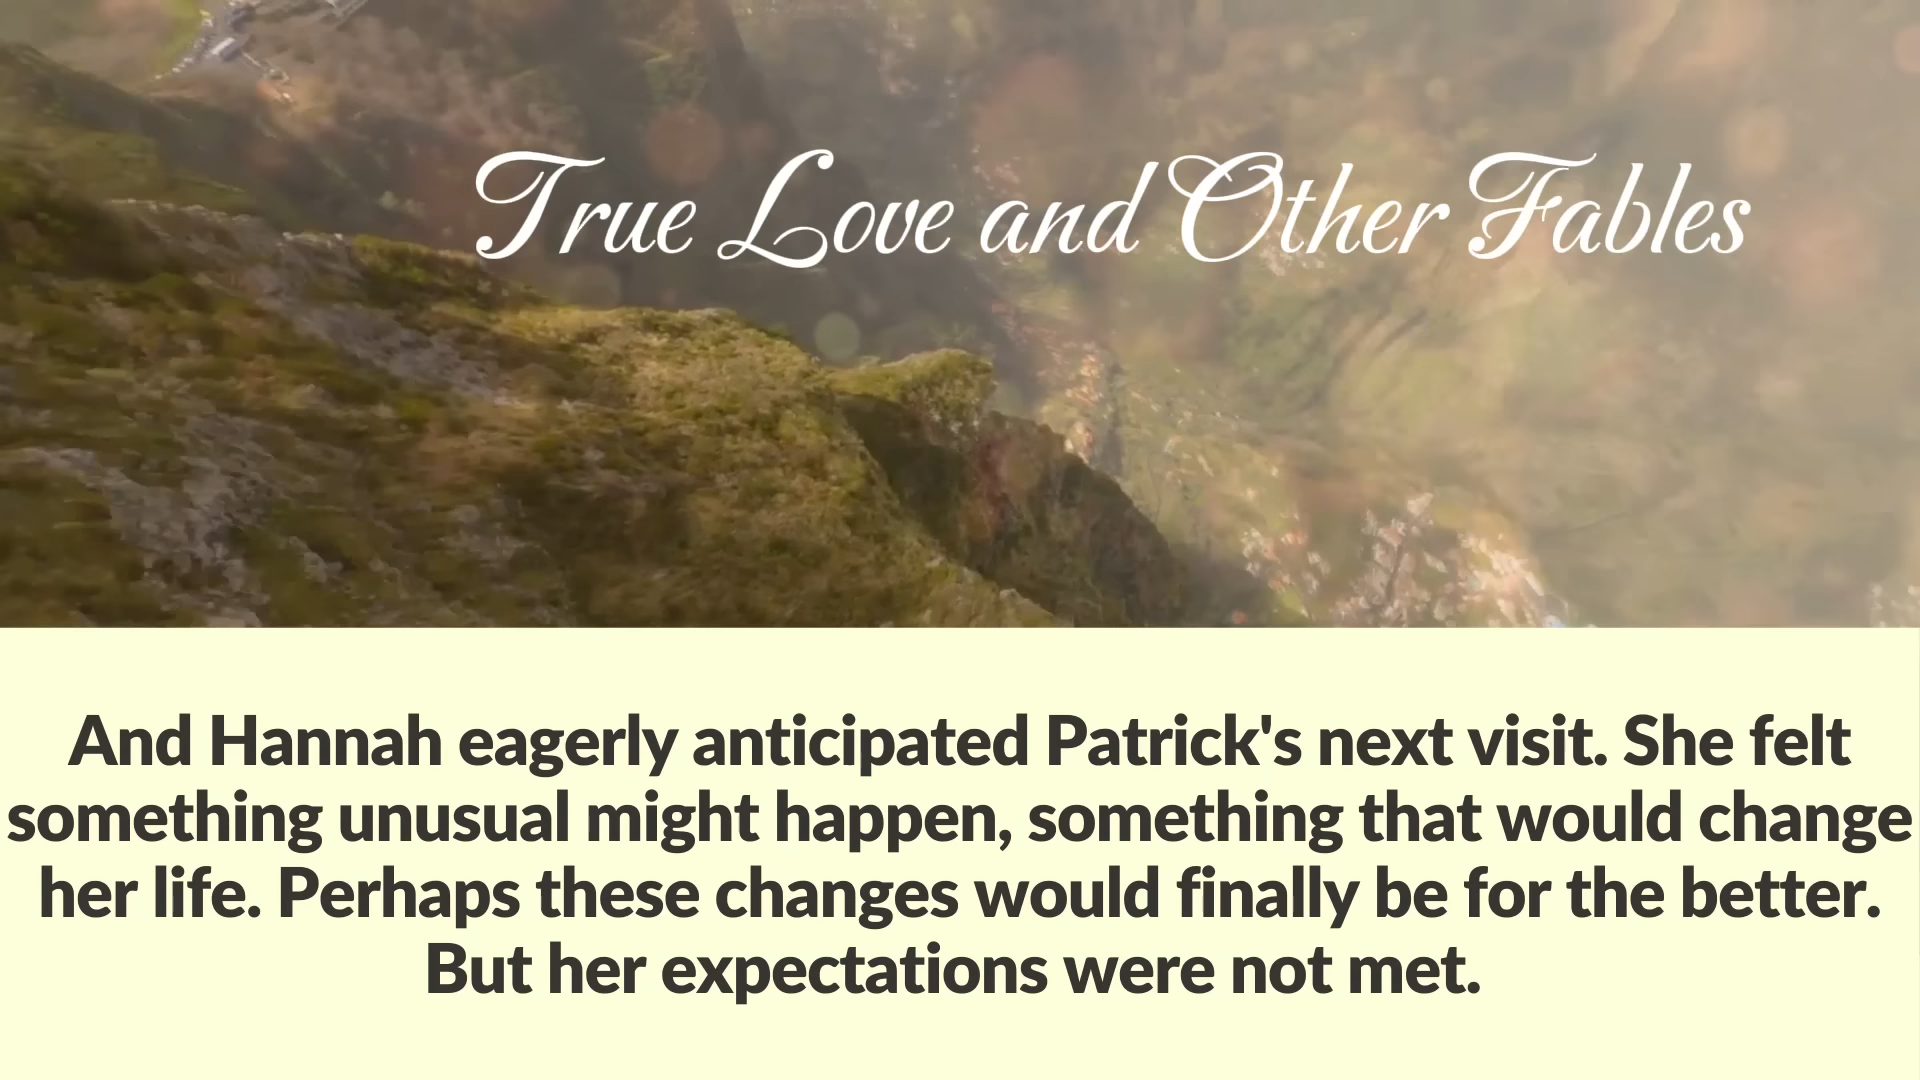 True Love and Other Fables
And Hannah eagerly anticipated Patrick's next visit. She felt
something unusual might happen, something that would change
her life. Perhaps these changes would finally be for the better.
But her expectations were not met.